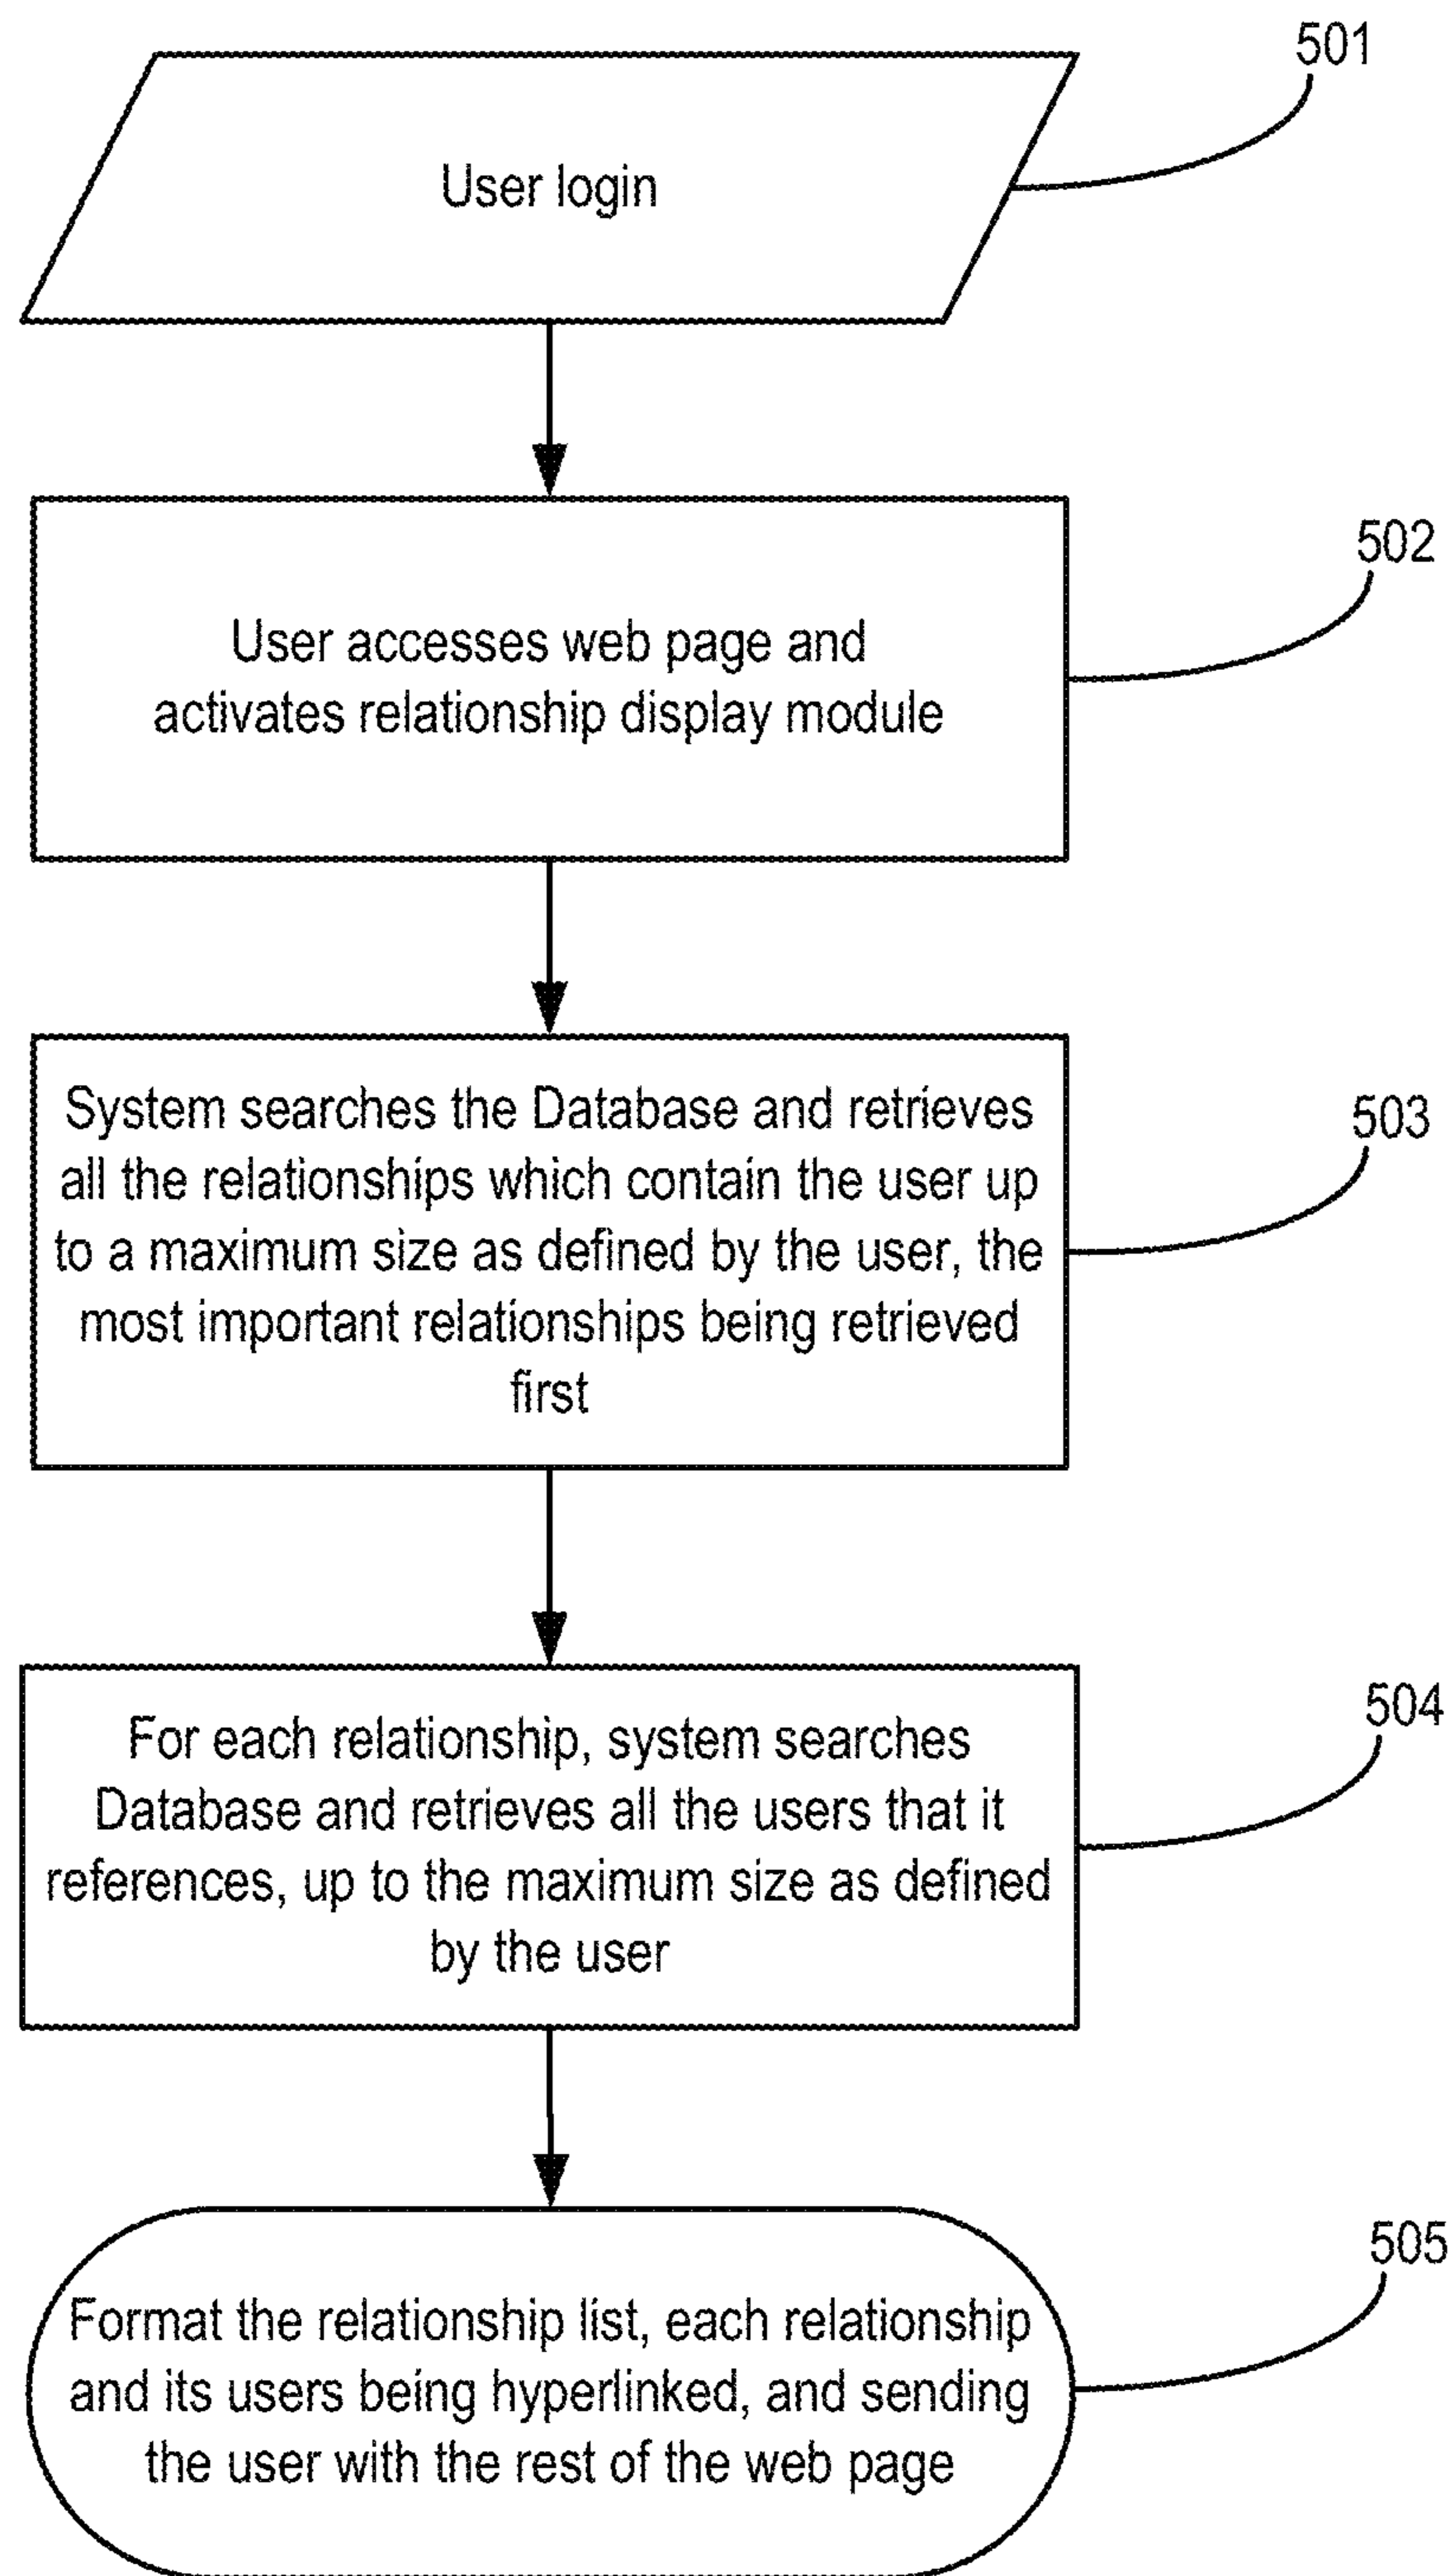 501
User login
502
User accesses web page and
activates relationship display module
503
System searches the Database and retrieves
all the relationships which contain the user up
to a maximum size as defined by the user, the
most important relationships being retrieved
first
504
For each relationship, system searches
Database and retrieves all the users that it
references, up to the maximum size as defined
by the user
505
Format the relationship list, each relationship
and its users being hyperlinked, and sending
the user with the rest of the web page